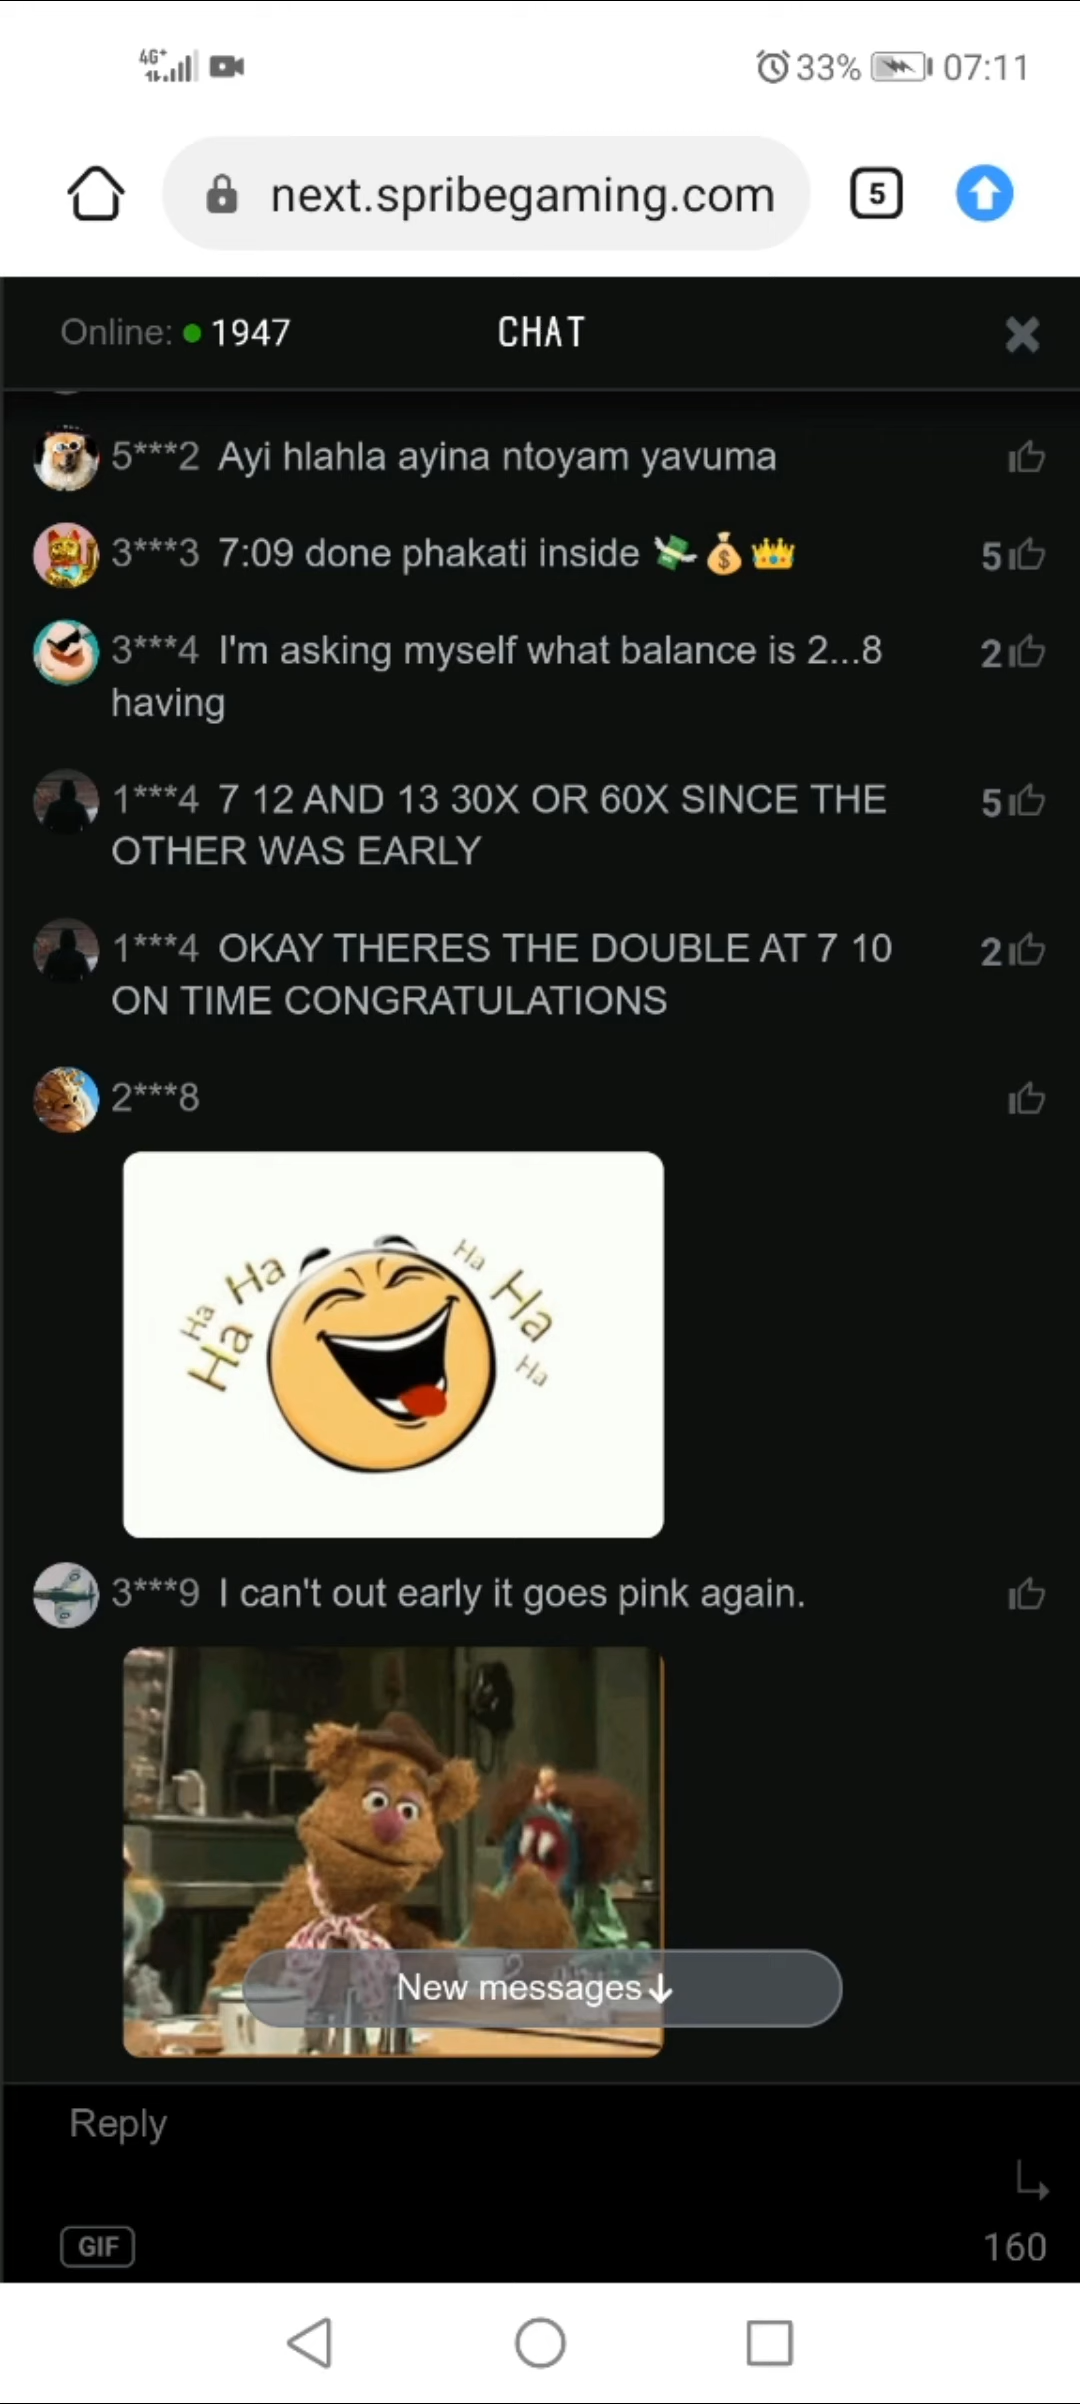 4G+
33%
07:11
next.spribegaming.com
5
Online: 1947
CHAT
5***2 Ayi hlahla ayina ntoyam yavuma
3***3 7:09 done phakati inside 💸💰👑
5
3***4 I'm asking myself what balance is 2...8
2
having
1***4 7 12 AND 13 30X OR 60X SINCE THE
5
OTHER WAS EARLY
1***4 OKAY THERES THE DOUBLE AT 7 10
2
ON TIME CONGRATULATIONS
2***8
Ha Ha
Ha Ha
Ha Ha
Ha
3***9 I can't out early it goes pink again.
New messages↓
Reply
GIF
160